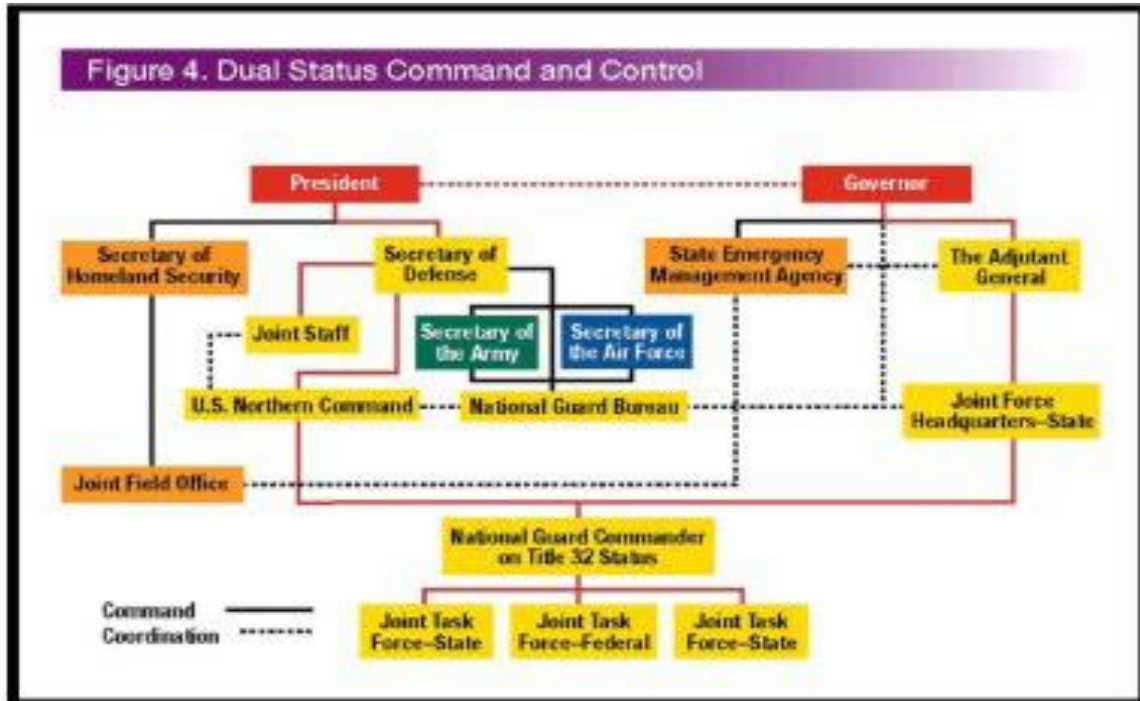 Figure 4. Dual Status Command and Control
President
Governor
Secretary of
Homeland Security
Secretary of
Defense
State Emergency
Management Agency
The Adjutant
General
Joint Staff
Secretary of
the Army
Secretary of
the Air Force
U.S. Northern Command
National Guard Bureau
Joint Force
Headquarters–State
Joint Field Office
National Guard Commander
on Title 32 Status
Command
Coordination
Joint Task
Force–State
Joint Task
Force–Federal
Joint Task
Force–State